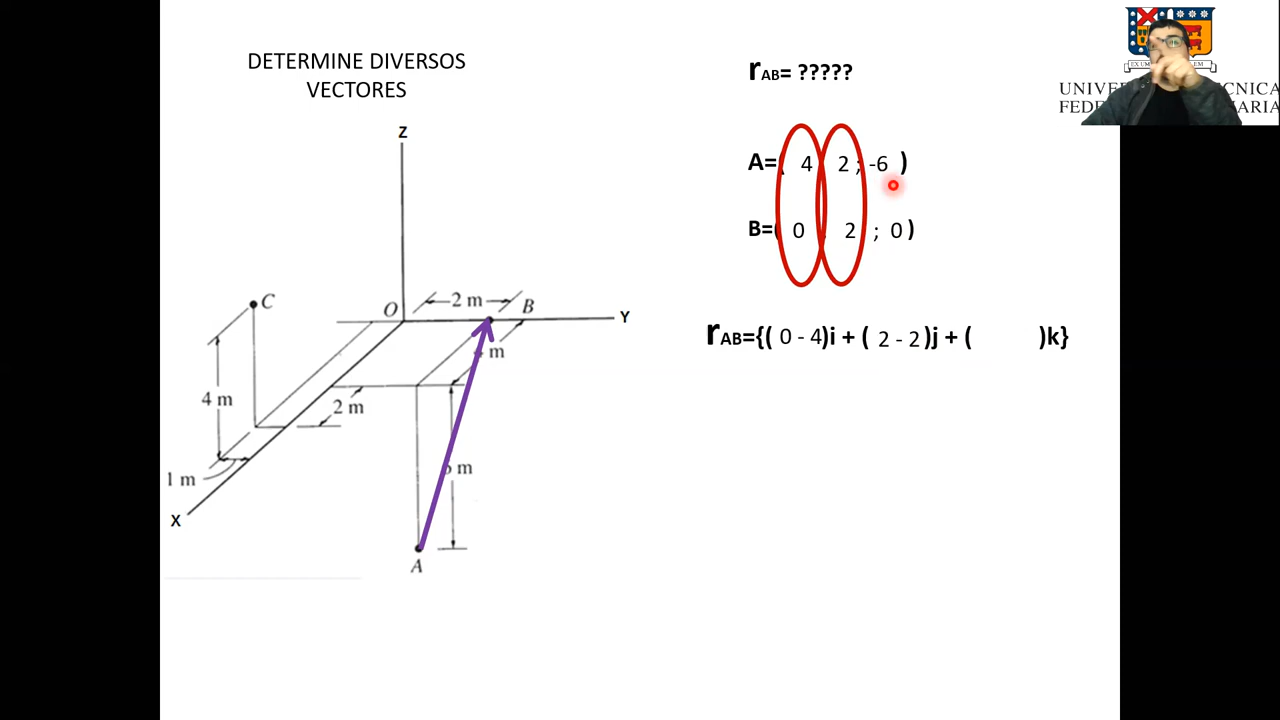 DETERMINE DIVERSOS
VECTORES
rAB= ?????
A=( 4 2 ; -6 )
B=( 0 2 ; 0 )
rAB={( 0 - 4)i + ( 2 - 2 )j + ( )k}
Z
C
O
2 m
B
Y
m
4 m
2 m
m
1 m
X
A